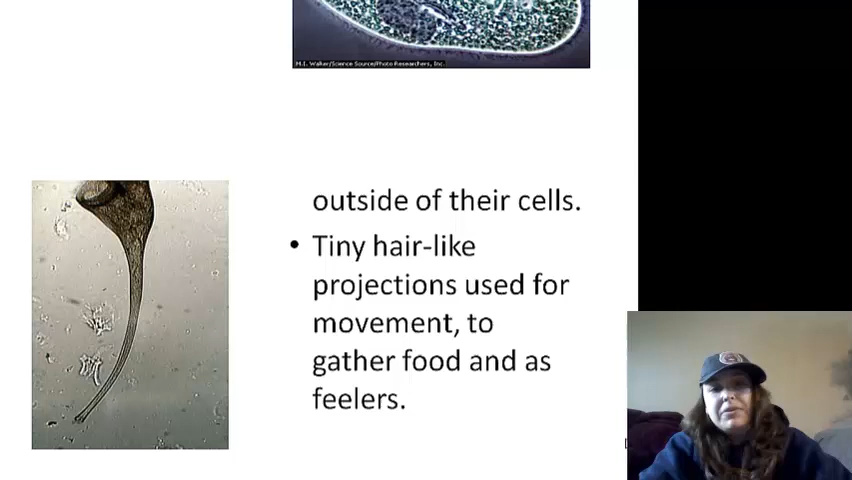 M.I. Walker/Science Source/Photo Researchers, Inc.
outside of their cells.
• Tiny hair-like
projections used for
movement, to
gather food and as
feelers.